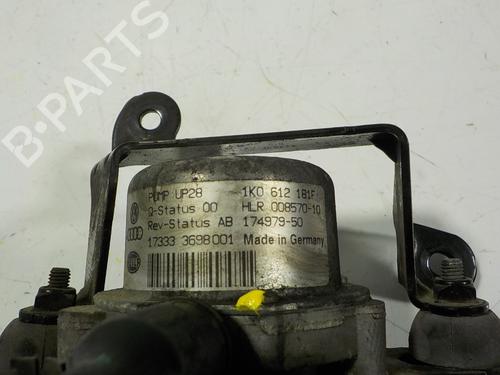 B-PARTS
PUMP UP28 1K0 612 181F
Q-Status 00 HLR 008570-10
Rev-Status AB 174979-50
17333 3698001 Made in Germany